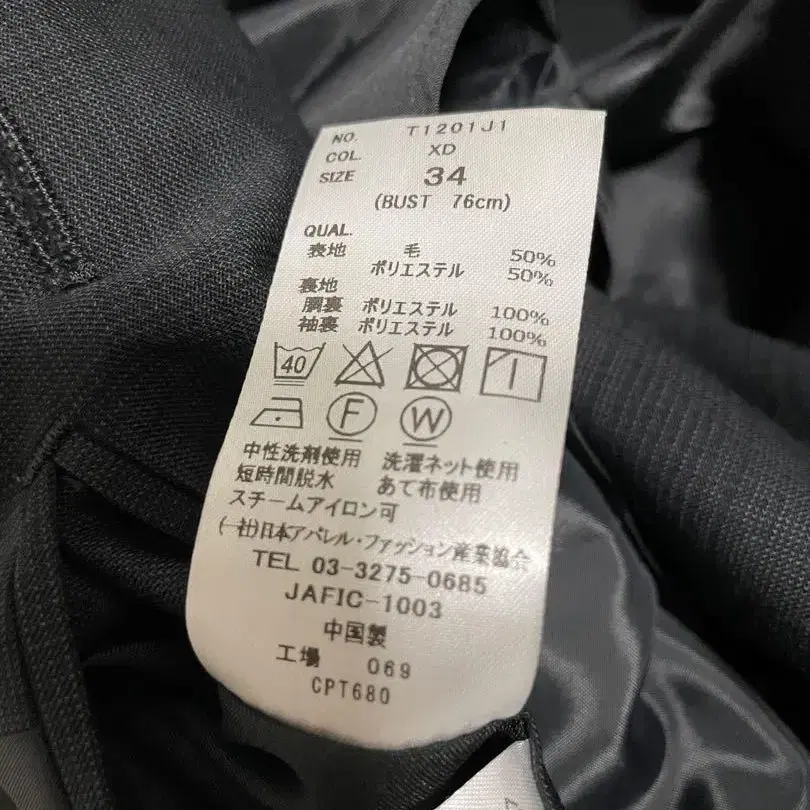 NO. T1201J1
COL. XD
SIZE 34
(BUST 76cm)
QUAL.
表地 毛 50%
ポリエステル 50%
裏地
胴裏 ポリエステル 100%
袖裏 ポリエステル 100%
40
F W
中性洗剤使用 洗濯ネット使用
短時間脱水 あて布使用
スチームアイロン可
(一社)日本アパレル・ファッション産業協会
TEL 03-3275-0685
JAFIC-1003
中国製
工場 069
CPT680